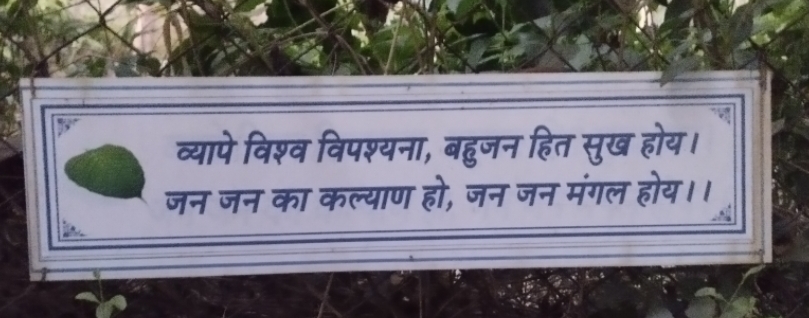 व्यापे विश्व विपश्यना, बहुजन हित सुख होय।
जन जन का कल्याण हो, जन जन मंगल होय।।